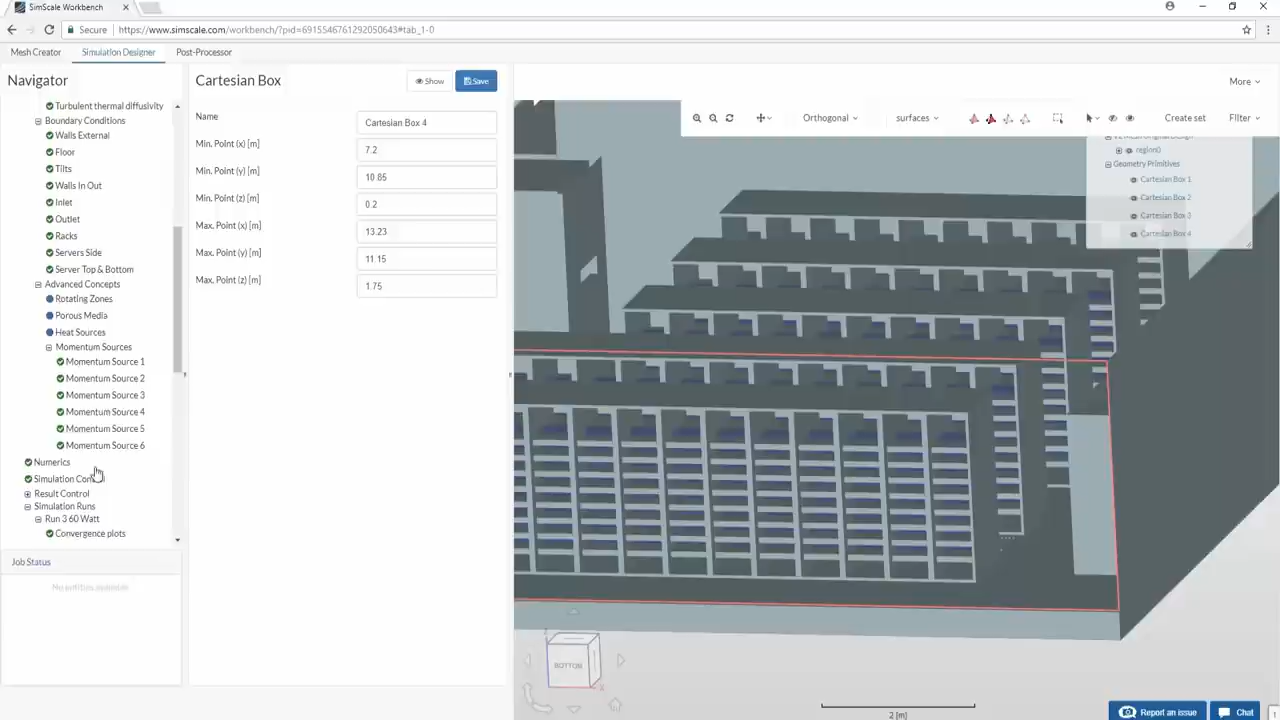 SimScale Workbench
Secure https://www.simscale.com/workbench/?pid=6915546761292050643#tab_1-0
Mesh Creator Simulation Designer Post-Processor
Navigator
Turbulent thermal diffusivity
Boundary Conditions
Walls External
Floor
Tilts
Walls In Out
Inlet
Outlet
Racks
Servers Side
Server Top & Bottom
Advanced Concepts
Rotating Zones
Porous Media
Heat Sources
Momentum Sources
Momentum Source 1
Momentum Source 2
Momentum Source 3
Momentum Source 4
Momentum Source 5
Momentum Source 6
Numerics
Simulation
Result Control
Simulation Runs
Run 3 60 Watt
Convergence plots
Job Status
No entities available
Cartesian Box
Show
Save
Name Cartesian Box 4
Min. Point (x) [m] 7.2
Min. Point (y) [m] 10.85
Min. Point (z) [m] 0.2
Max. Point (x) [m] 13.23
Max. Point (y) [m] 11.15
Max. Point (z) [m] 1.75
More
Orthogonal surfaces Create set Filter
region0
Geometry Primitives
Cartesian Box 1
Cartesian Box 2
Cartesian Box 3
Cartesian Box 4
BOTTON
2 [m]
Report an issue
Chat